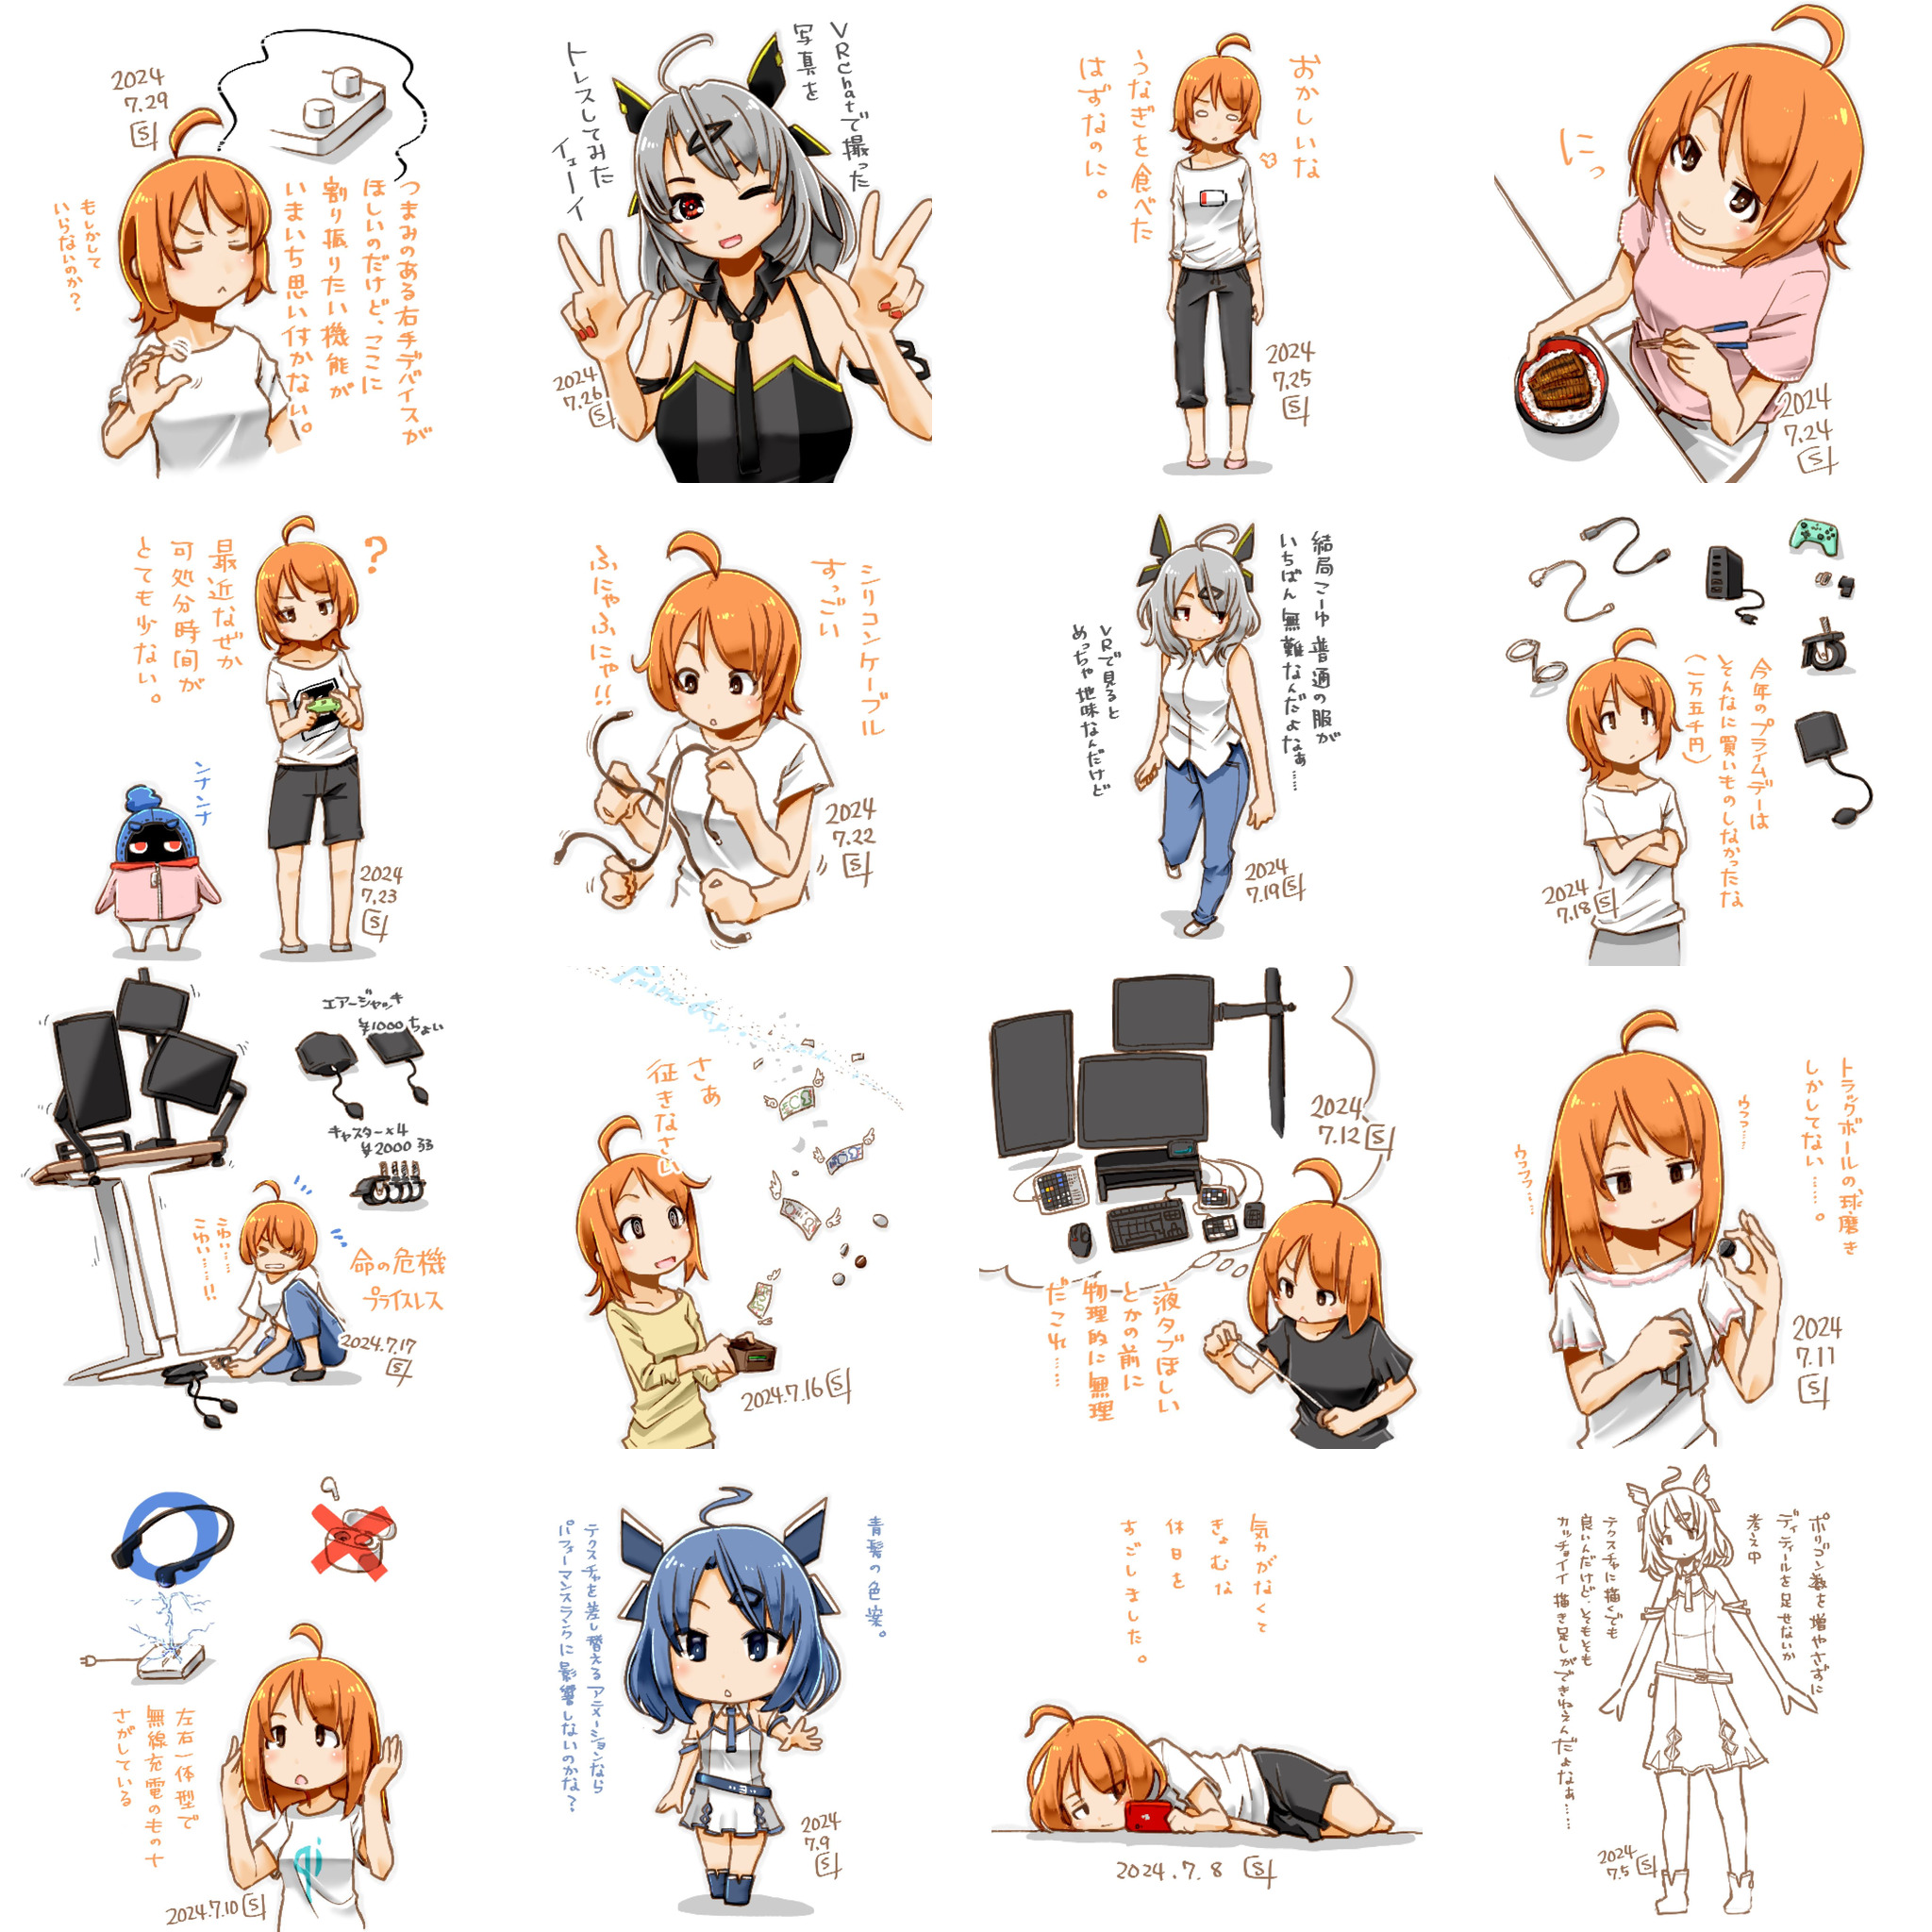 2024
7.29
つまみのある右手デバイスが
ほしいのだけど、ここに
割り振りたい機能が
いまいち思い付かない。
もしかして
いらないのか?
VRChatで撮った
写真を
トレスしてみた
イェーイ
2024
7.26
おかしいな
うなぎを食べた
はずなのに。
2024
7.25
にっ
2024
7.24
?
最近なぜか
可処分時間が
とても少ない。
ンナンナ
2024
7.23
シリコンケーブル
すっごい
ふにゃふにゃ!!
2024
7.22
結局こーゆ普通の服が
いちばん無難なんだよなぁ……
VRで見ると
めっちゃ地味なんだけど
2024
7.19
今年のプライムデーは
そんなに買いものしなかったな
(一万五千円)
2024
7.18
エアージャッキ
¥1000ちょい
キャスター×4
¥2000弱
こわい……
こわい……!!
命の危機
プライスレス
2024.7.17
さあ
征きなさい
2024.7.16
2024.
7.12
液タブほしい
とかの前に
物理的に無理
だこれ……
トラックボールの球磨き
しかしてない……。
ウフフ……
ウフフフ……
2024
7.11
左右一体型で
無線充電のものオ
さがしている
qi
2024.7.10
青髪の色案。
テクスチャを差し替えるアニメーションなら
パフォーマンスランクに影響しないのかな?
2024
7.9
気力がなくて
きょむな
休日を
すごしました。
2024.7.8
ポリゴン数を増やさずに
ディティールを足せないか
考え中
テクスチャに描くでも
良いんだけど、そもそも
カッチョイイ描き足しができねぇんだよなぁ……
2024
7.5